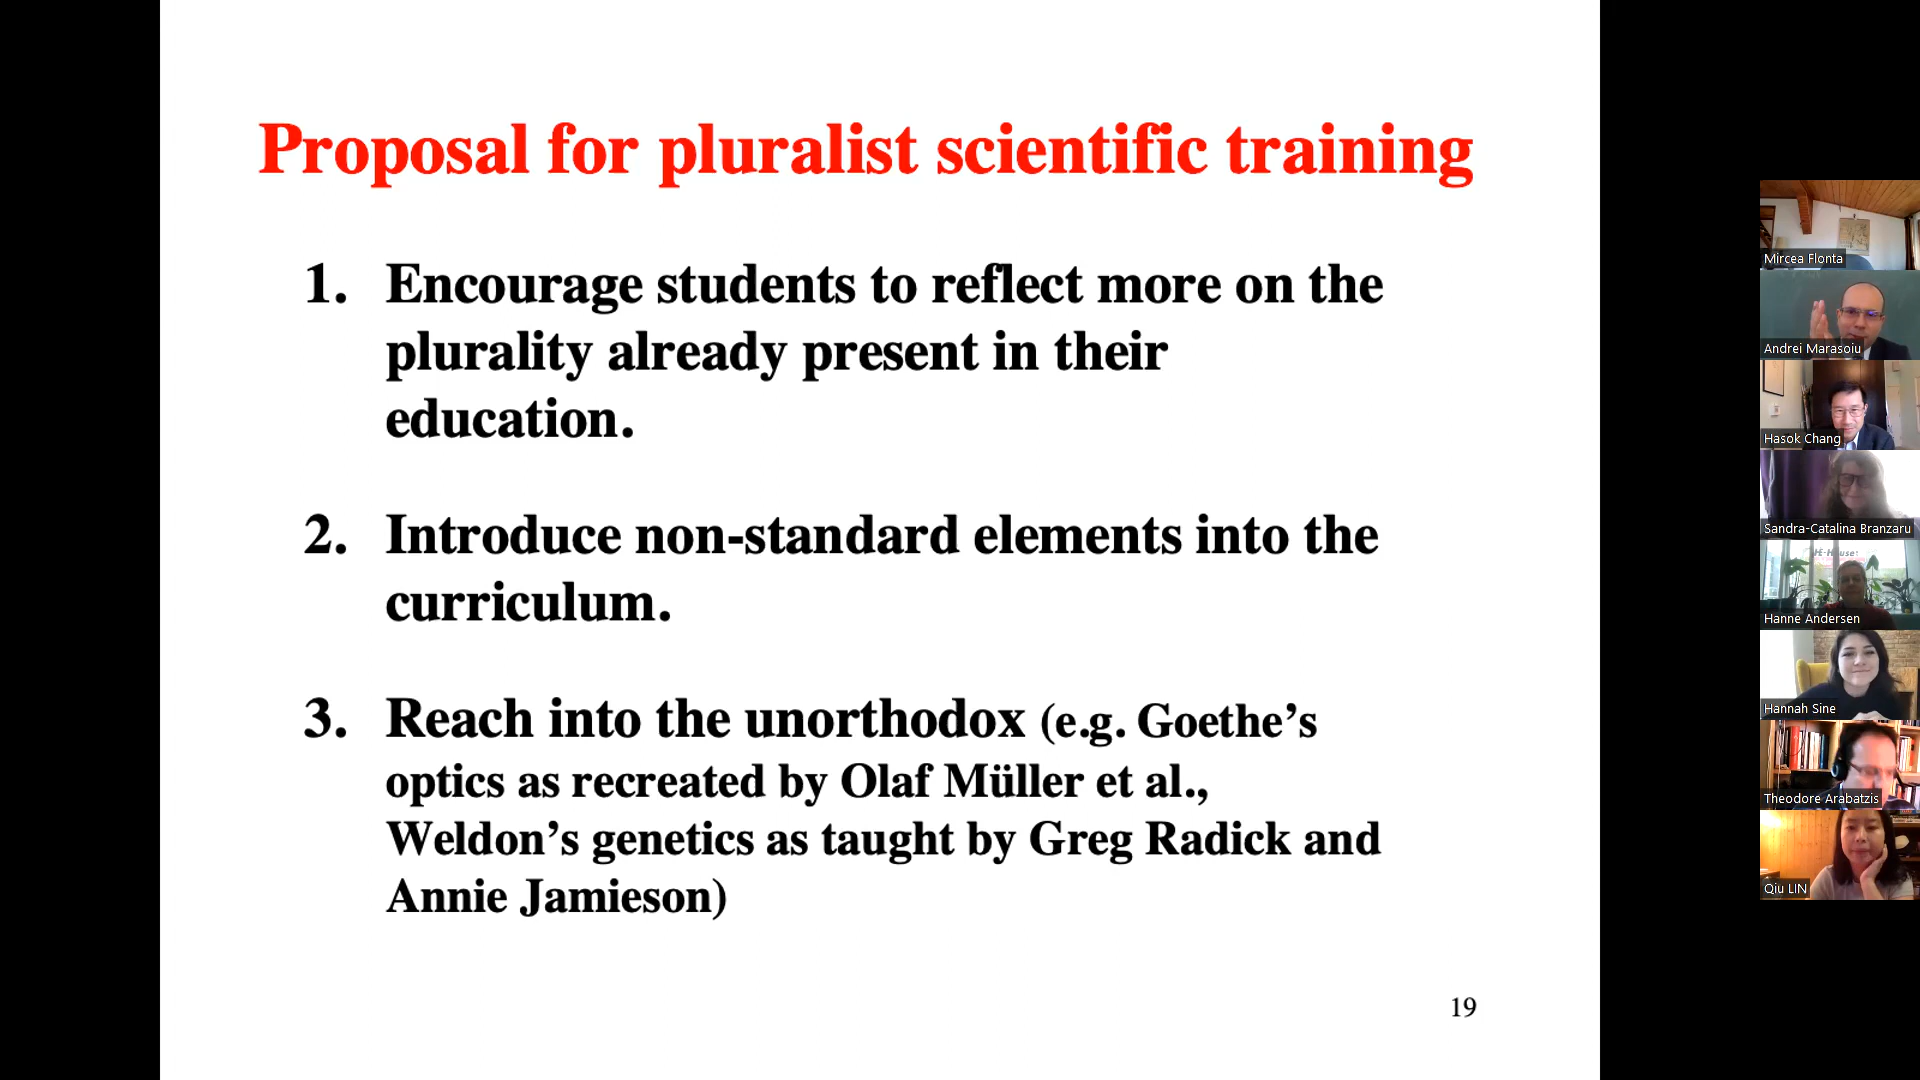 Proposal for pluralist scientific training
1. Encourage students to reflect more on the
plurality already present in their
education.
2. Introduce non-standard elements into the
curriculum.
3. Reach into the unorthodox (e.g. Goethe’s
optics as recreated by Olaf Müller et al.,
Weldon’s genetics as taught by Greg Radick and
Annie Jamieson)
19
Mircea Flonta
Andrei Marasoiu
Hasok Chang
Sandra-Catalina Branzaru
Hanne Andersen
Hannah Sine
Theodore Arabatzis
Qiu LIN